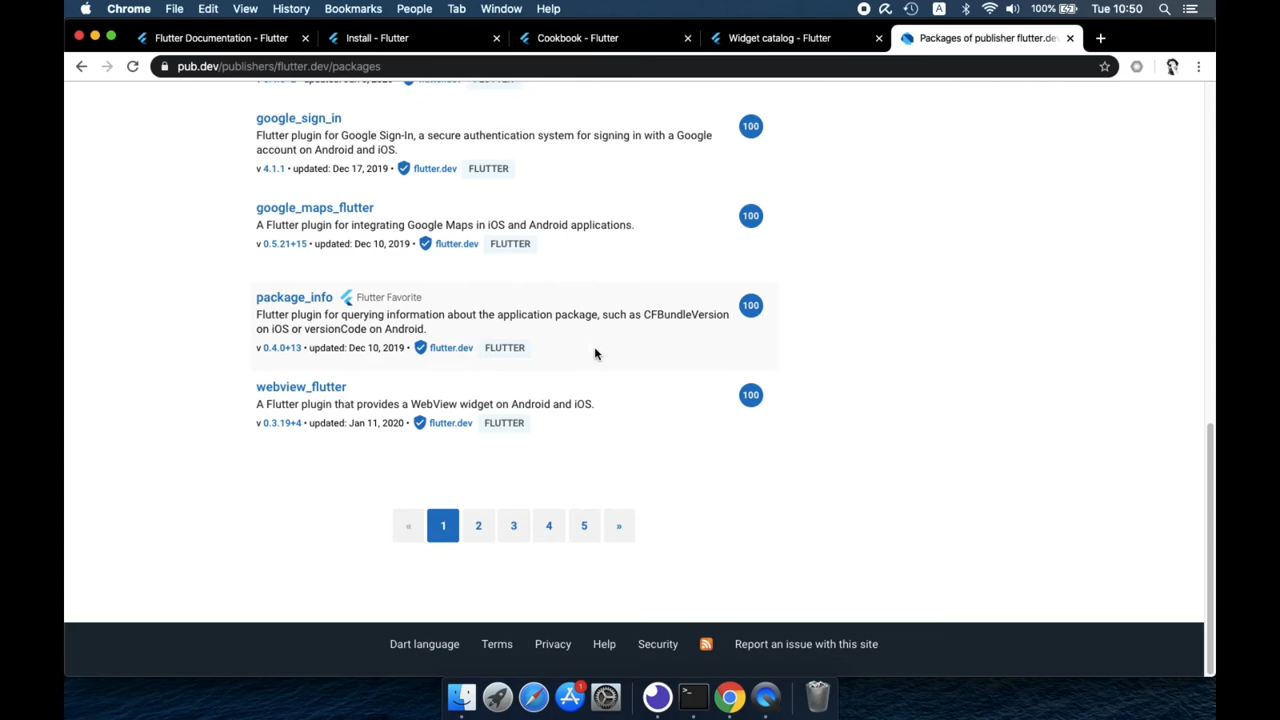 Chrome File Edit View History Bookmarks People Tab Window Help A 100% Tue 10:50
Flutter Documentation - Flutter Install - Flutter Cookbook - Flutter Widget catalog - Flutter Packages of publisher flutter.de
pub.dev/publishers/flutter.dev/packages
google_sign_in
Flutter plugin for Google Sign-In, a secure authentication system for signing in with a Google
account on Android and iOS.
100
v 4.1.1 • updated: Dec 17, 2019 • flutter.dev FLUTTER
google_maps_flutter
A Flutter plugin for integrating Google Maps in iOS and Android applications.
100
v 0.5.21+15 • updated: Dec 10, 2019 • flutter.dev FLUTTER
package_info Flutter Favorite
Flutter plugin for querying information about the application package, such as CFBundleVersion
on iOS or versionCode on Android.
100
v 0.4.0+13 • updated: Dec 10, 2019 • flutter.dev FLUTTER
webview_flutter
A Flutter plugin that provides a WebView widget on Android and iOS.
100
v 0.3.19+4 • updated: Jan 11, 2020 • flutter.dev FLUTTER
« 1 2 3 4 5 »
Dart language Terms Privacy Help Security Report an issue with this site
1